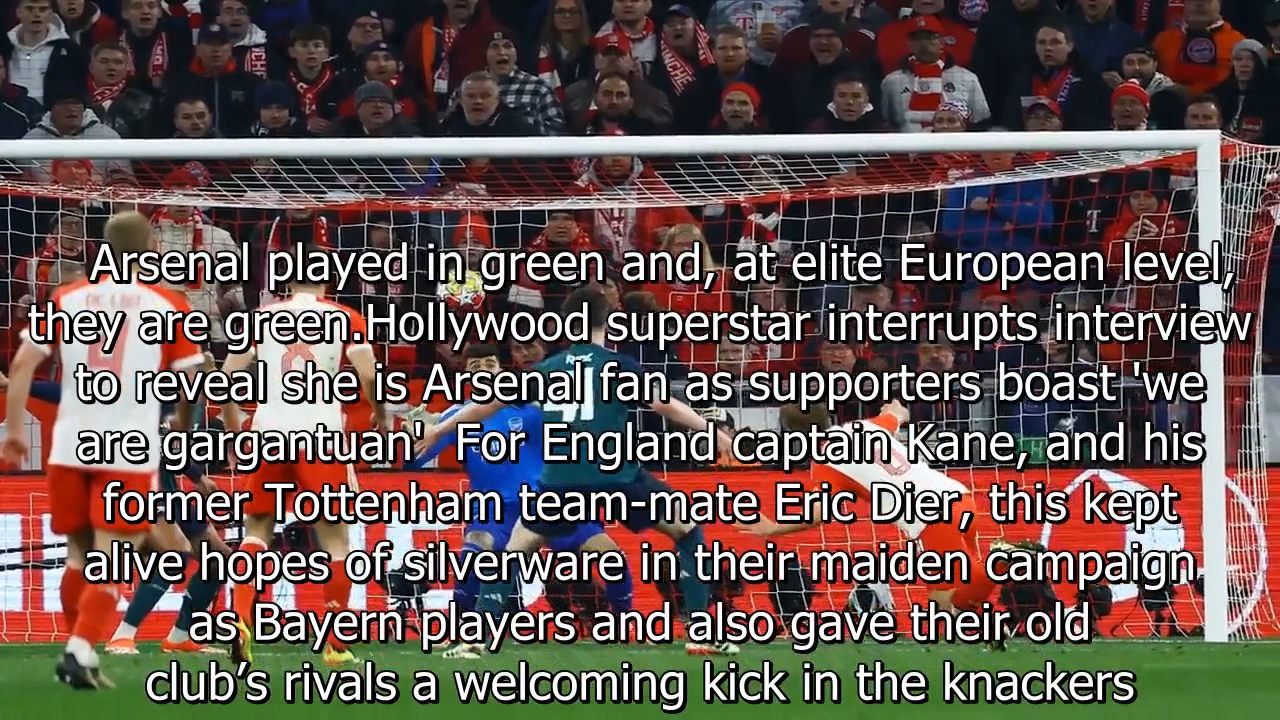 Arsenal played in green and, at elite European level,
they are green.Hollywood superstar interrupts interview
to reveal she is Arsenal fan as supporters boast 'we
are gargantuan'  For England captain Kane, and his
former Tottenham team-mate Eric Dier, this kept
alive hopes of silverware in their maiden campaign
as Bayern players and also gave their old
club’s rivals a welcoming kick in the knackers